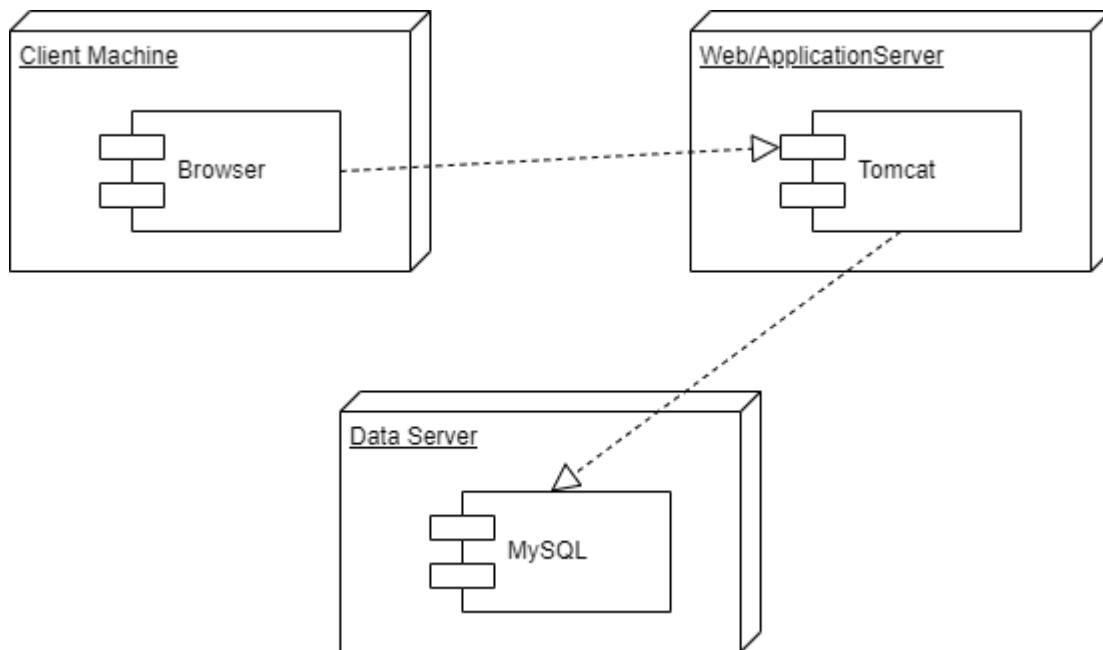 Client Machine
Browser
Web/ApplicationServer
Tomcat
Data Server
MySQL